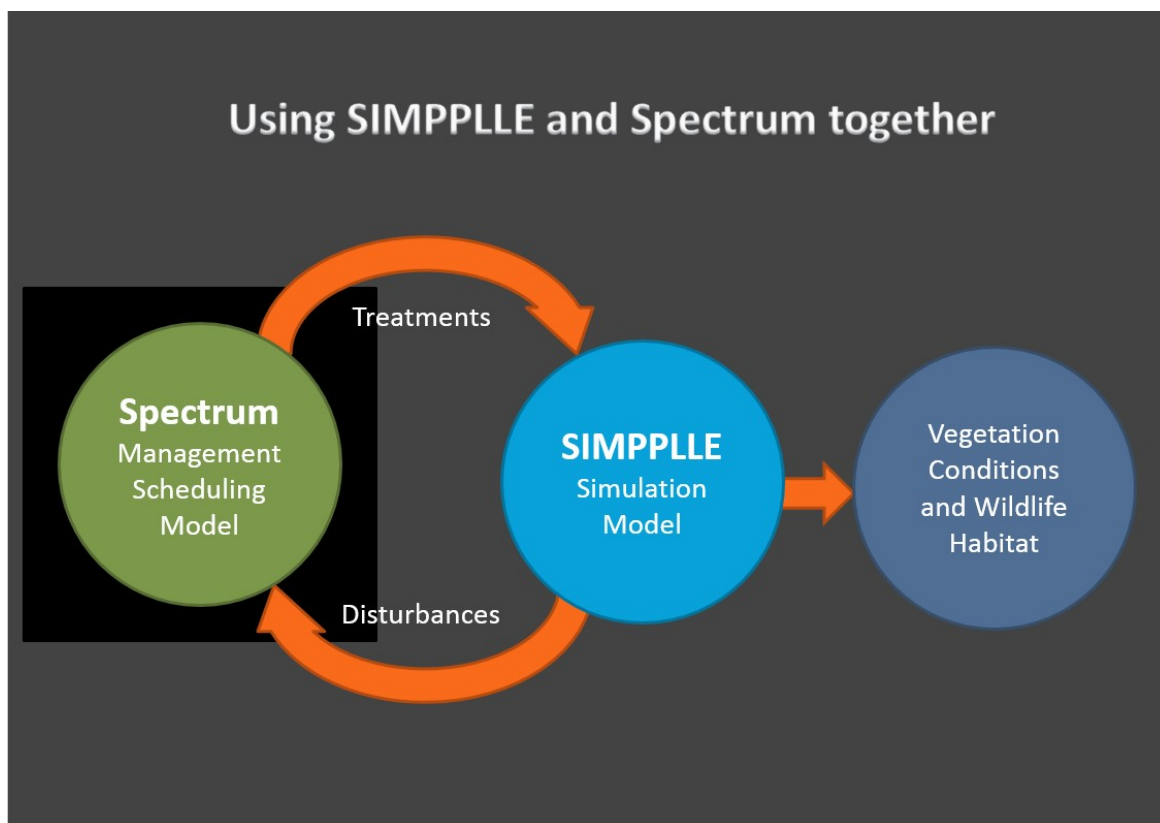 Using SIMPPLLE and Spectrum together
Treatments
Spectrum
Management
Scheduling
Model
SIMPPLLE
Simulation
Model
Vegetation
Conditions
and Wildlife
Habitat
Disturbances